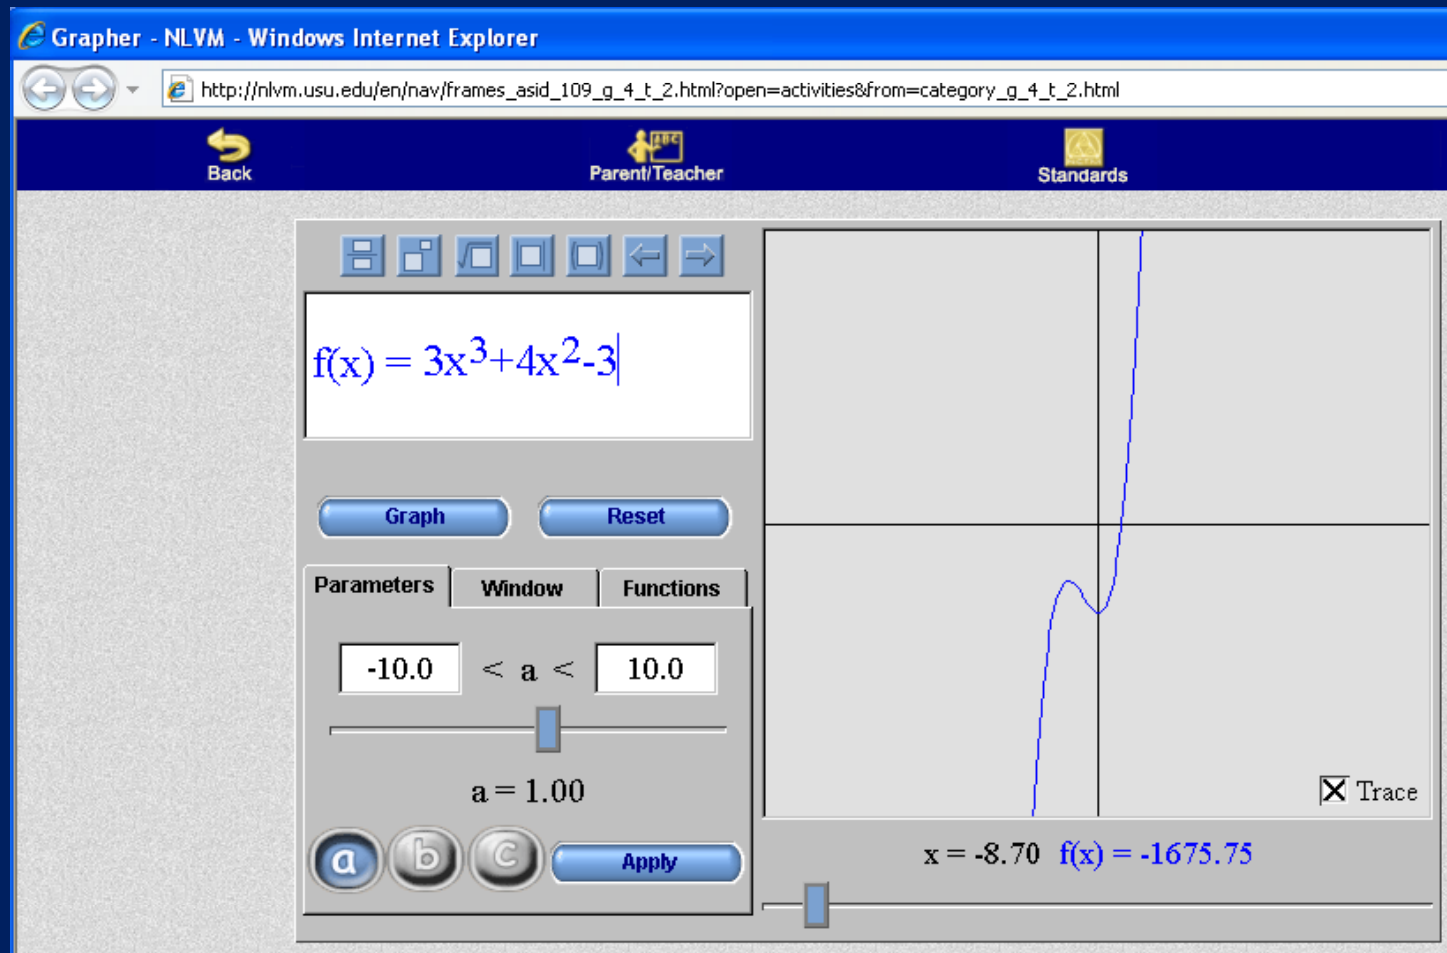 Grapher - NLVM - Windows Internet Explorer
http://nlvm.usu.edu/en/nav/frames_asid_109_g_4_t_2.html?open=activities&from=category_g_4_t_2.html
Back Parent/Teacher Standards
ABC
f(x) = 3x³+4x²-3
Graph Reset
Parameters Window Functions
-10.0 < a < 10.0
a = 1.00
a b c Apply
Trace
x = -8.70 f(x) = -1675.75